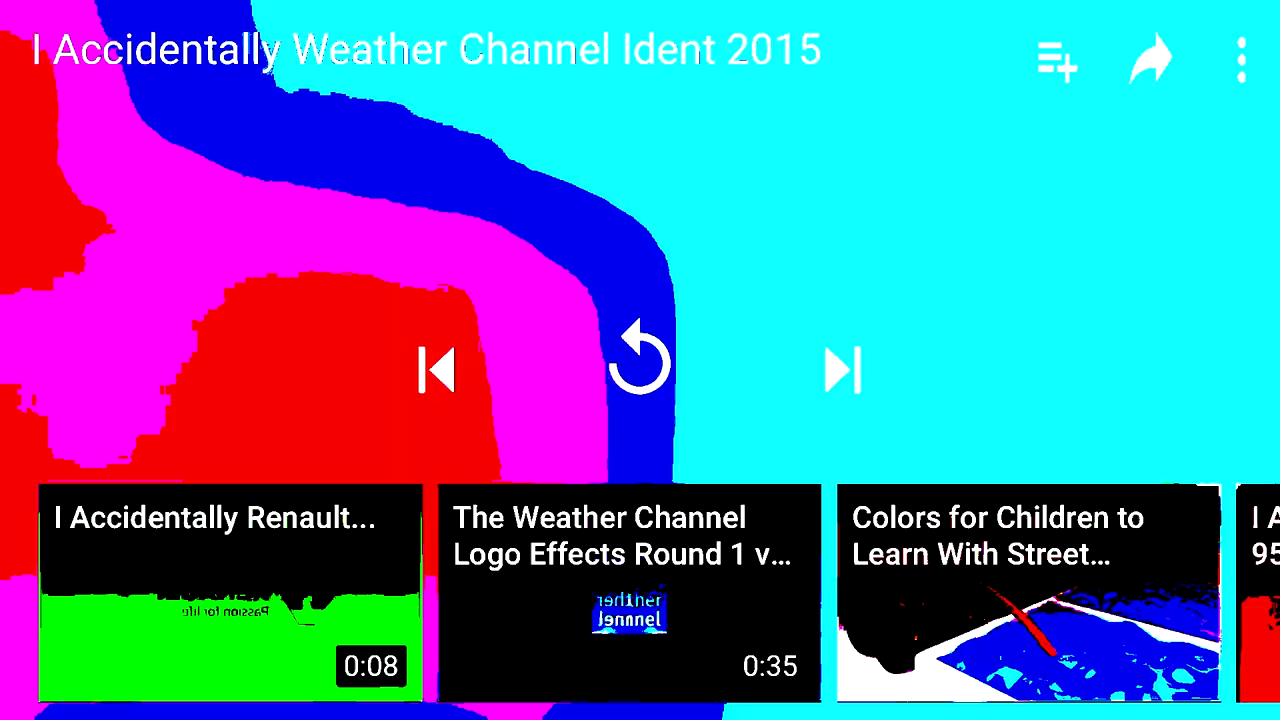 I Accidentally Weather Channel Ident 2015
I Accidentally Renault...
Passion for life
0:08
The Weather Channel
Logo Effects Round 1 v...
0:35
Colors for Children to
Learn With Street...
I A
95